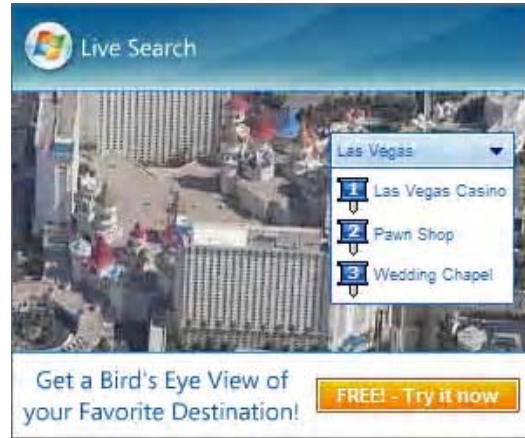 Live Search
Las Vegas
1 Las Vegas Casino
2 Pawn Shop
3 Wedding Chapel
Get a Bird's Eye View of
your Favorite Destination!
FREE! - Try it now